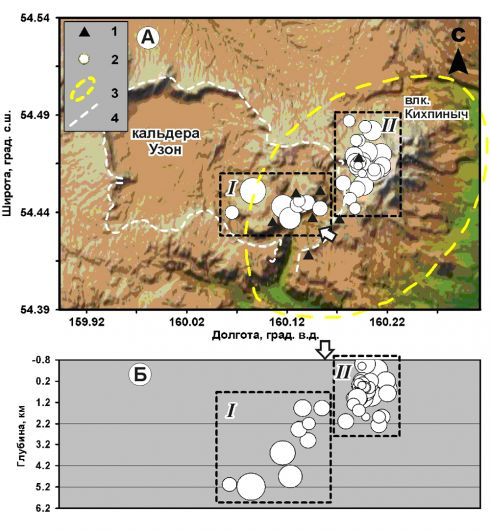 54.54
54.49
54.44
54.39
Широта, град. с.ш.
1
2
3
4
А
С
кальдера
Узон
влк.
Кихпиныч
I
II
159.92 160.02 160.12 160.22
Долгота, град. в.д.
-0.8
0.2
1.2
2.2
3.2
4.2
5.2
6.2
Глубина, км
Б
I
II